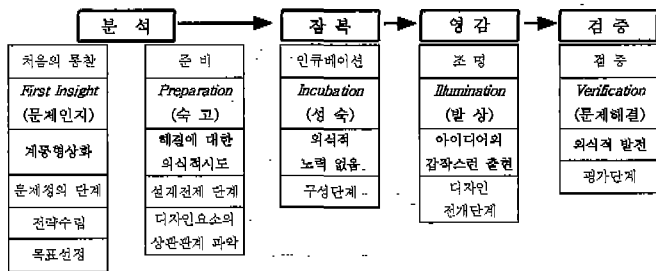 분 석
잠 복
영 감
검 증
처음의 통찰
First Insight
(문제인지)
계통형상화
문제정의 단계
전략수립
목표선정
준 비
Preparation
(숙 고)
해결에 대한
의식적시도
설계전제 단계
디자인요소의
상관관계 파악
인큐베이션
Incubation
(성 숙)
의식적
노력 없음
구성단계
조 명
Illumination
(발 상)
아이디어의
갑작스런 출현
디자인
전개단계
검 증
Verification
(문제해결)
의식적 발전
평가단계